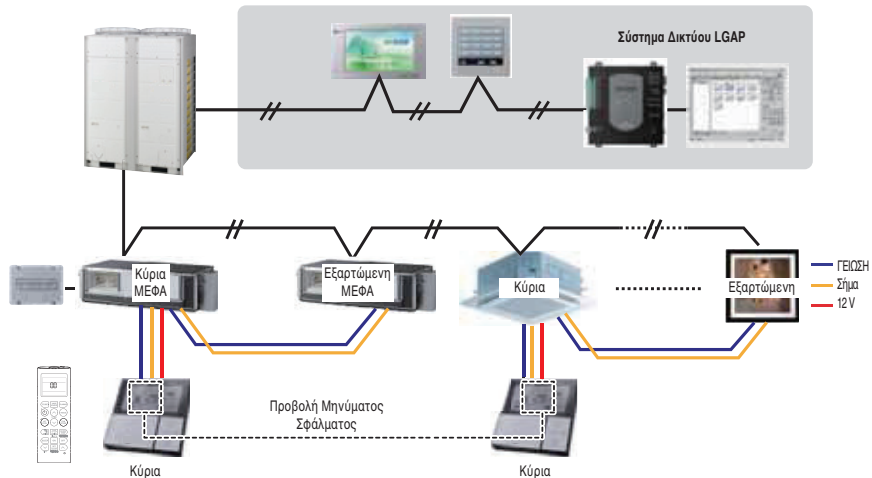 Σύστημα Δικτύου LGAP
Κύρια
ΜΕΦΑ
Εξαρτώμενη
ΜΕΦΑ
Κύρια
Εξαρτώμενη
ΓΕΙΩΣΗ
Σήμα
12 V
Προβολή Μηνύματος
Σφάλματος
Κύρια
Κύρια